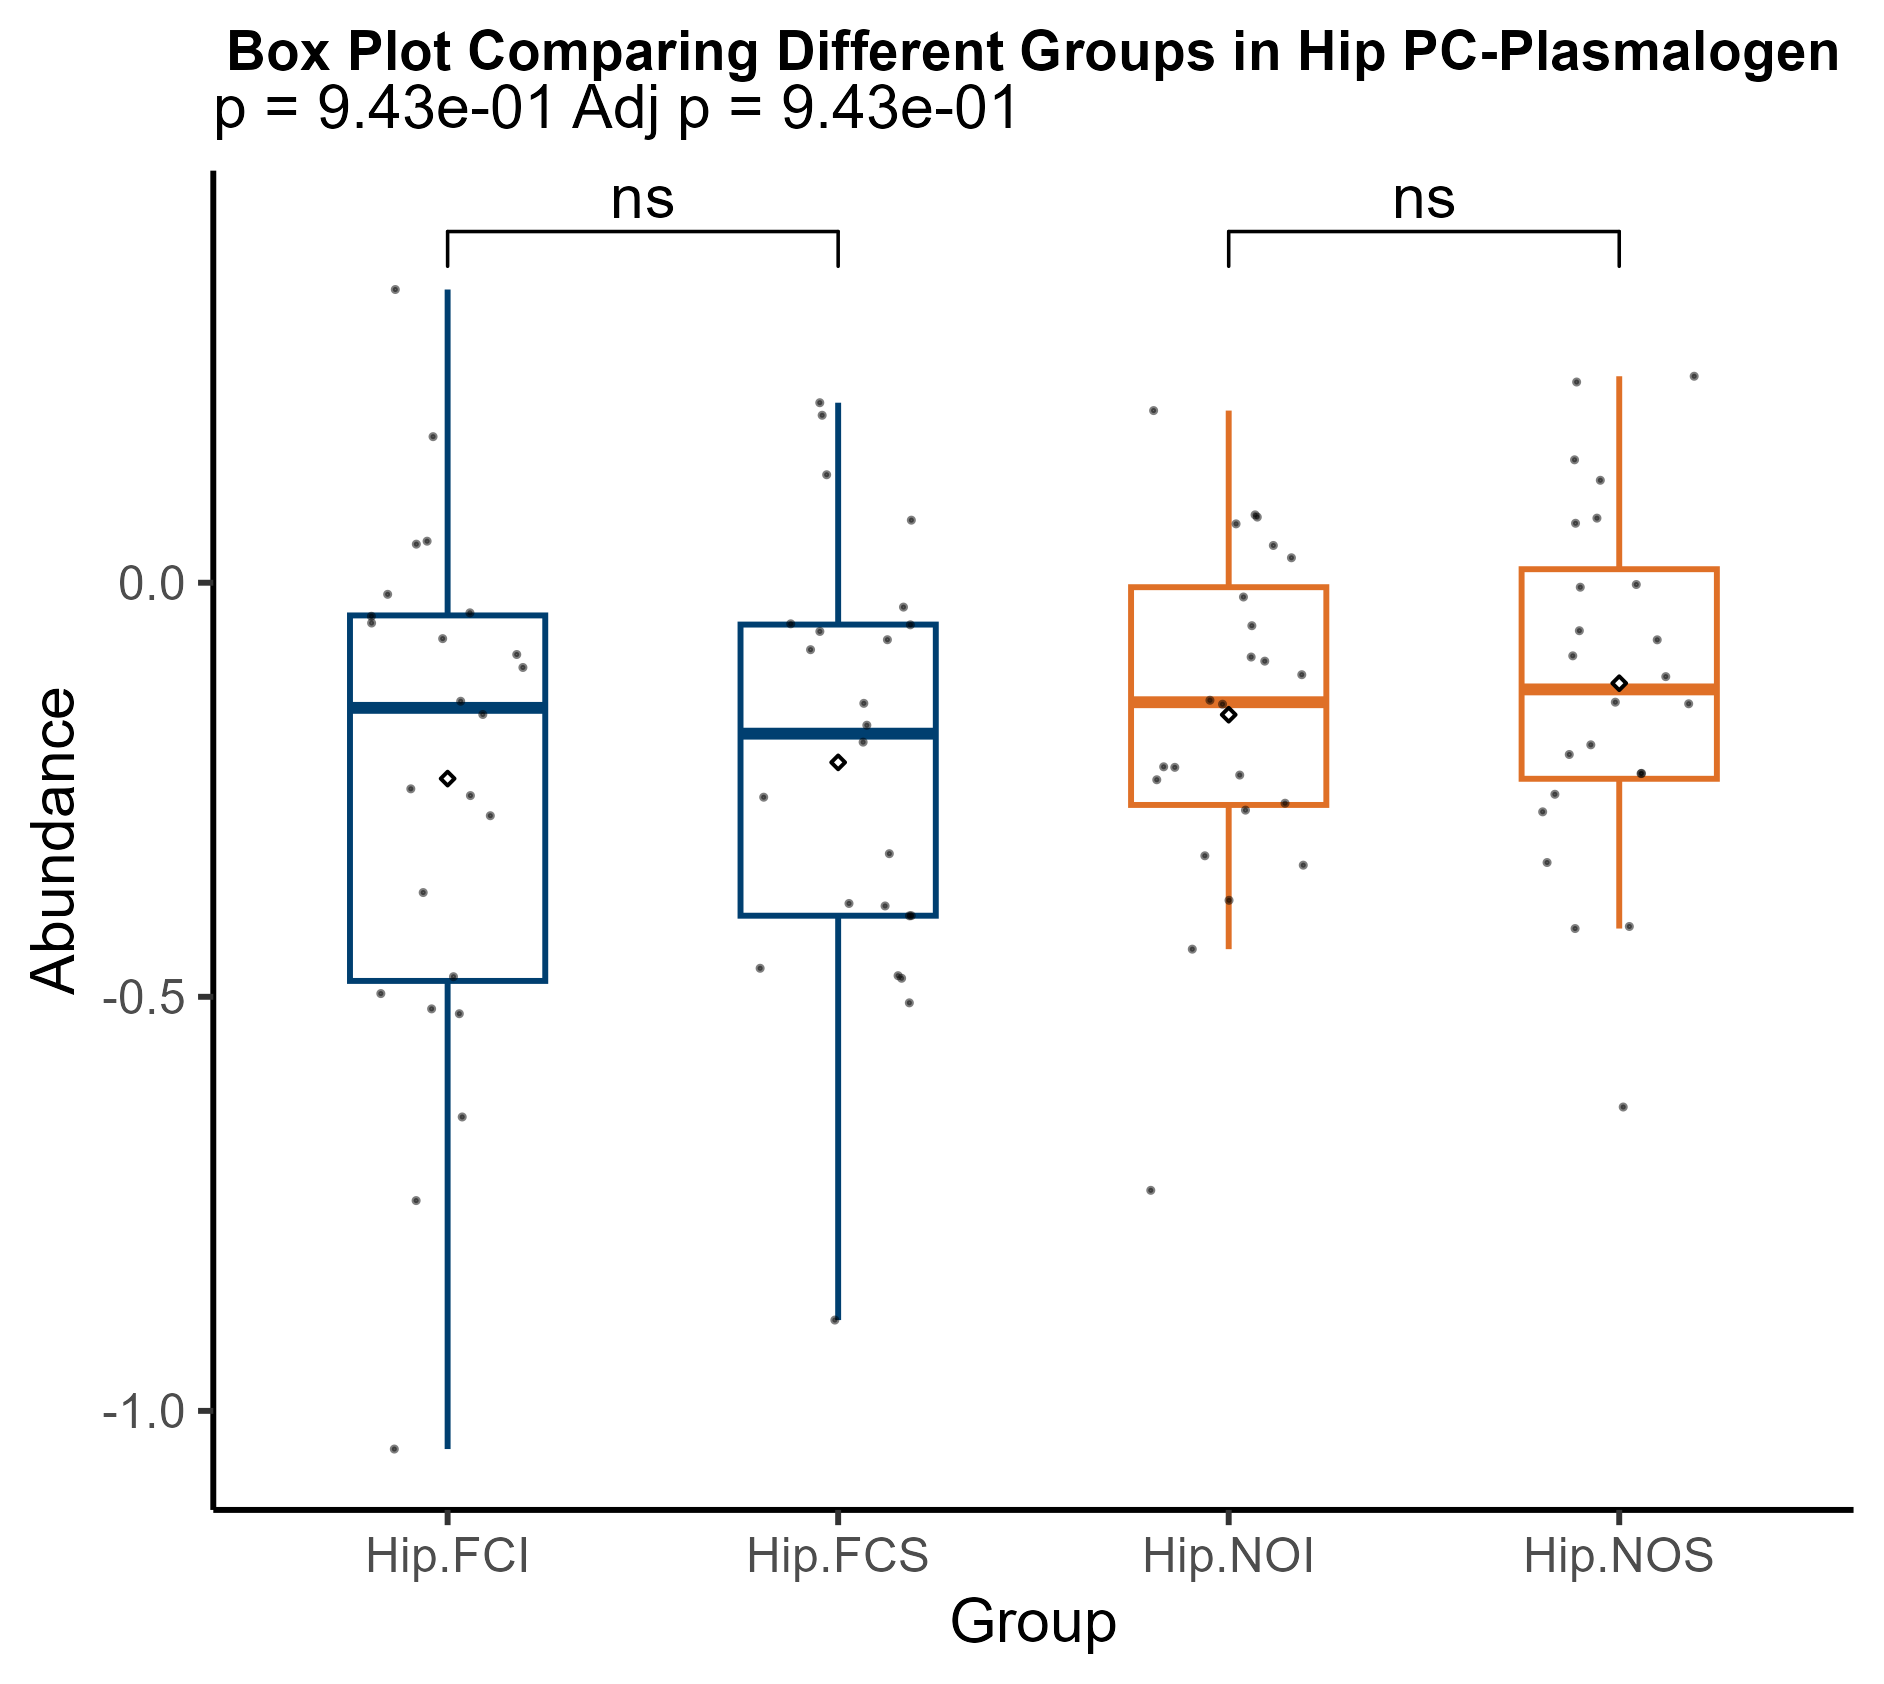 Box Plot Comparing Different Groups in Hip PC-Plasmalogen
p = 9.43e-01 Adj p = 9.43e-01
ns
ns
0.0
-0.5
-1.0
Abundance
Hip.FCI
Hip.FCS
Hip.NOI
Hip.NOS
Group